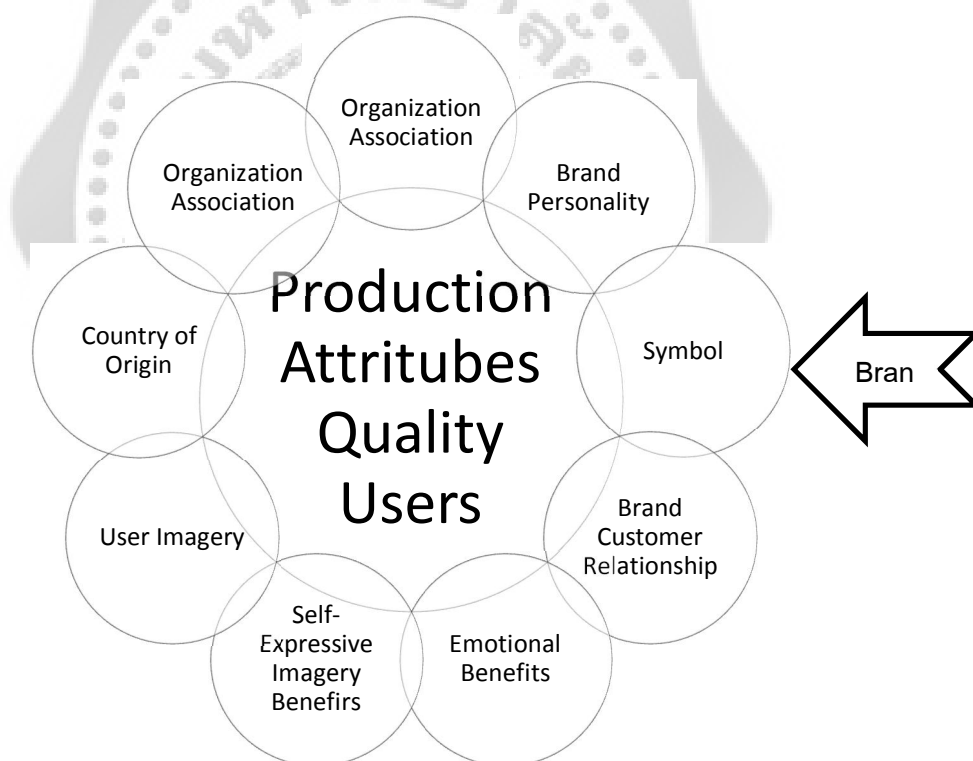 Organization
Association
Brand
Personality
Symbol
Bran
Brand
Customer
Relationship
Emotional
Benefits
Self-
Expressive
Imagery
Benefirs
User Imagery
Country of
Origin
Organization
Association
Production
Attritubes
Quality
Users